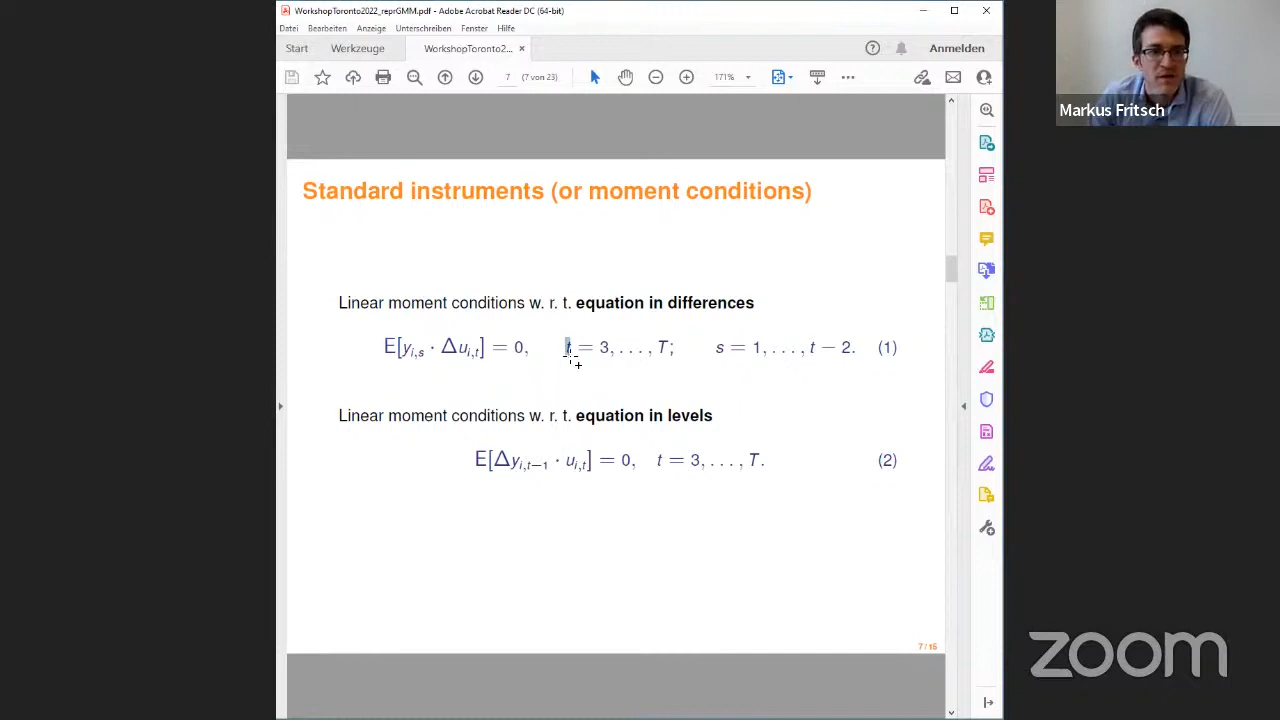 WorkshopToronto2022_reprGMM.pdf - Adobe Acrobat Reader DC (64-bit)
Datei Bearbeiten Anzeige Unterschreiben Fenster Hilfe
Start Werkzeuge WorkshopToronto2... × Anmelden
7 (7 von 23) 171%
Markus Fritsch
Standard instruments (or moment conditions)
Linear moment conditions w. r. t. equation in differences
E[y_{i,s} · Δu_{i,t}] = 0, t = 3, . . . , T; s = 1, . . . , t − 2. (1)
Linear moment conditions w. r. t. equation in levels
E[Δy_{i,t−1} · u_{i,t}] = 0, t = 3, . . . , T. (2)
7 / 15
zoom